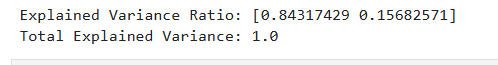 Explained Variance Ratio: [0.84317429 0.15682571]
Total Explained Variance: 1.0